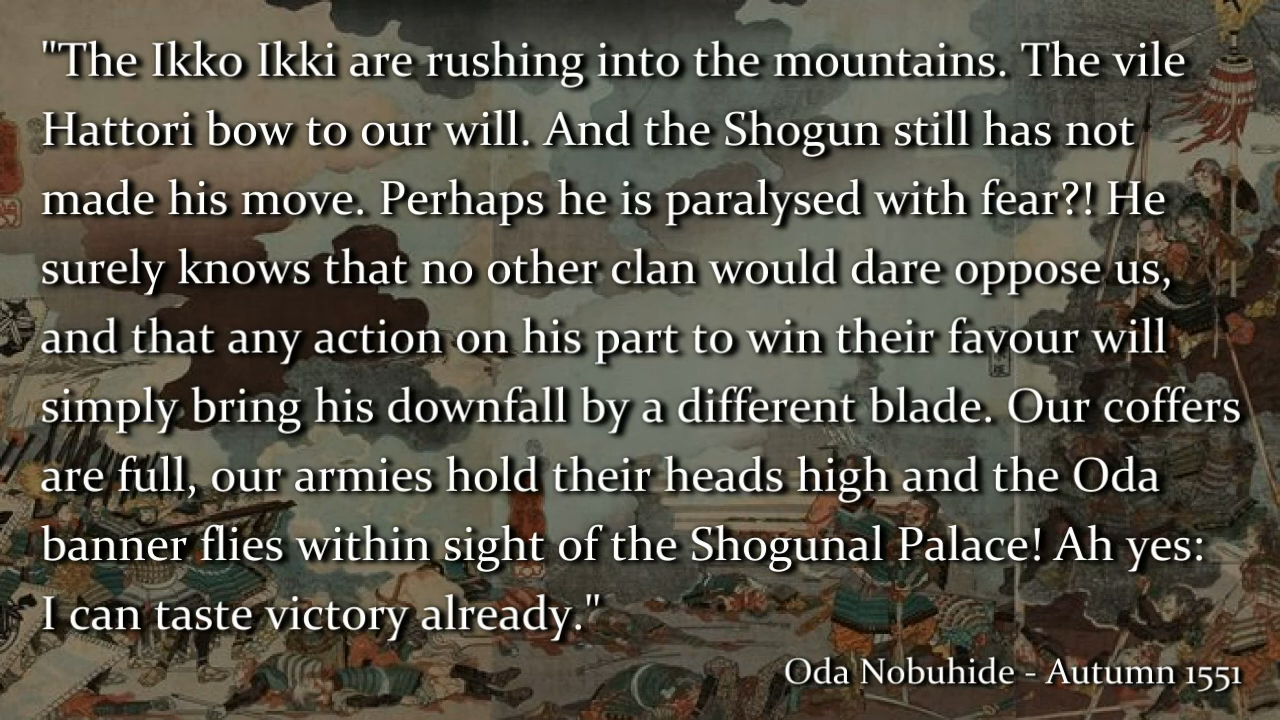 "The Ikko Ikki are rushing into the mountains. The vile
Hattori bow to our will. And the Shogun still has not
made his move. Perhaps he is paralysed with fear?! He
surely knows that no other clan would dare oppose us,
and that any action on his part to win their favour will
simply bring his downfall by a different blade. Our coffers
are full, our armies hold their heads high and the Oda
banner flies within sight of the Shogunal Palace! Ah yes:
I can taste victory already."
Oda Nobuhide - Autumn 1551